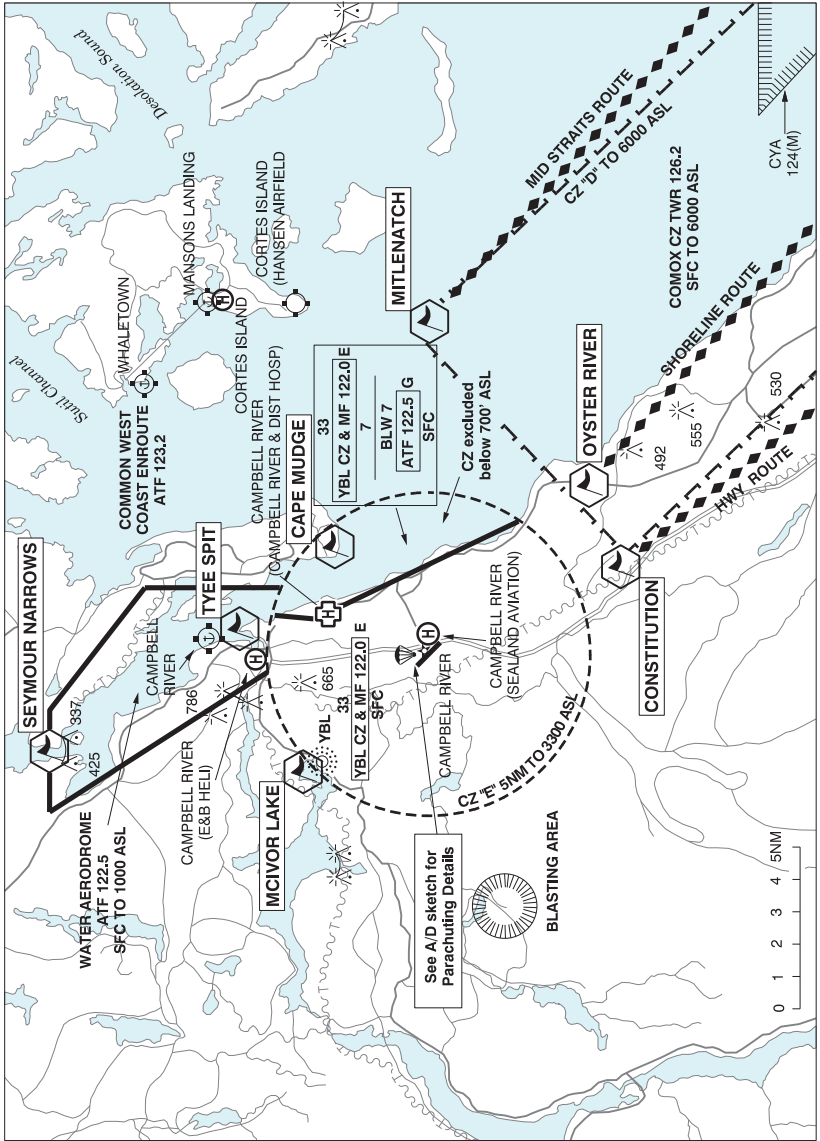 Desolation Sound
Sutil Channel
MANSONS LANDING
CORTES ISLAND
(HANSEN AIRFIELD)
WHALETOWN
CORTES ISLAND
COMMON WEST
COAST ENROUTE
ATF 123.2
CAMPBELL RIVER
(CAMPBELL RIVER & DIST HOSP)
SEYMOUR NARROWS
TYEE SPIT
CAPE MUDGE
MITLENATCH
MID STRAITS ROUTE
CZ "D" TO 6000 ASL
CYA
124(M)
COMOX CZ TWR 126.2
SFC TO 6000 ASL
SHORELINE ROUTE
OYSTER RIVER
33
YBL CZ & MF 122.0 E
7
BLW 7
ATF 122.5 G
SFC
CZ excluded
below 700' ASL
337
425
CAMPBELL
RIVER
786
H
H
H
H
665
YBL
33
YBL CZ & MF 122.0 E
SFC
CAMPBELL RIVER
CAMPBELL RIVER
(SEALAND AVIATION)
492
555
530
HWY ROUTE
CONSTITUTION
CZ "E" 5NM TO 3300 ASL
WATER AERODROME
ATF 122.5
SFC TO 1000 ASL
CAMPBELL RIVER
(E&B HELI)
MCIVOR LAKE
See A/D sketch for
Parachuting Details
BLASTING AREA
0 1 2 3 4 5NM